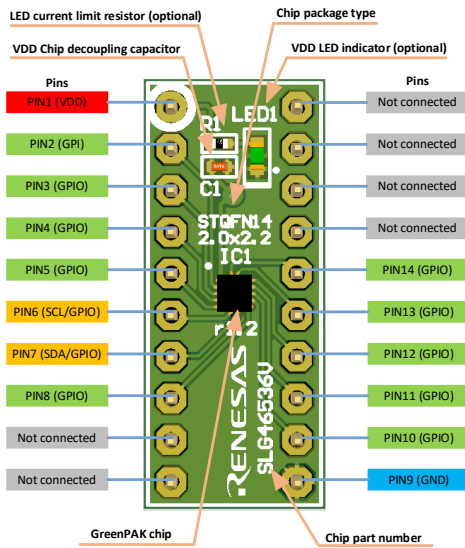 LED current limit resistor (optional)
Chip package type
VDD Chip decoupling capacitor
VDD LED indicator (optional)
Pins
Pins
PIN1 (VDD)
Not connected
PIN2 (GPI)
Not connected
PIN3 (GPIO)
Not connected
PIN4 (GPIO)
Not connected
PIN5 (GPIO)
PIN14 (GPIO)
PIN6 (SCL/GPIO)
PIN13 (GPIO)
PIN7 (SDA/GPIO)
PIN12 (GPIO)
PIN8 (GPIO)
PIN11 (GPIO)
Not connected
PIN10 (GPIO)
Not connected
PIN9 (GND)
LED1
R1
C1
STQFN14
2.0x2.2
IC1
r1.2
RENESAS
SLG46536V
GreenPAK chip
Chip part number